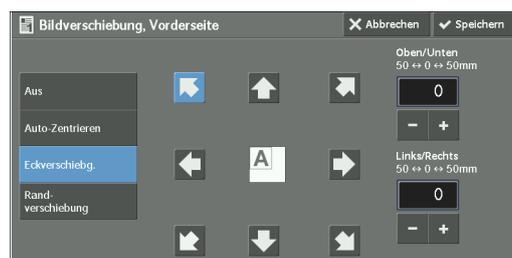 Bildverschiebung, Vorderseite
Abbrechen
Speichern
Aus
Auto-Zentrieren
Eckverschiebg.
Rand-
verschiebung
A
Oben/Unten
50 ↔ 0 ↔ 50mm
0
− +
Links/Rechts
50 ↔ 0 ↔ 50mm
0
− +